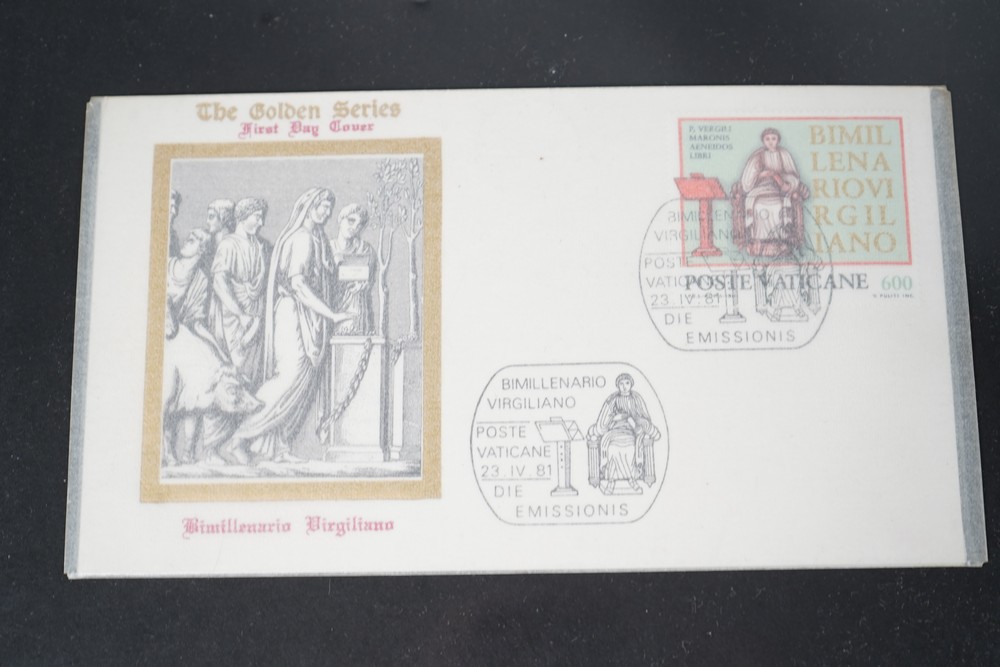 The Golden Series
First Day Cover
Bimillenario Virgiliano
P. VERGILI
MARONIS
AENEIDOS
LIBRI
BIMIL
LENA
RIOVI
RGIL
IANO
POSTE VATICANE 600
BIMILLENARIO
VIRGILIANO
POSTE
VATICANE
23. IV. 81
DIE
EMISSIONIS
BIMILLENARIO
VIRGILIANO
POSTE
VATICANE
23. IV. 81
DIE
EMISSIONIS